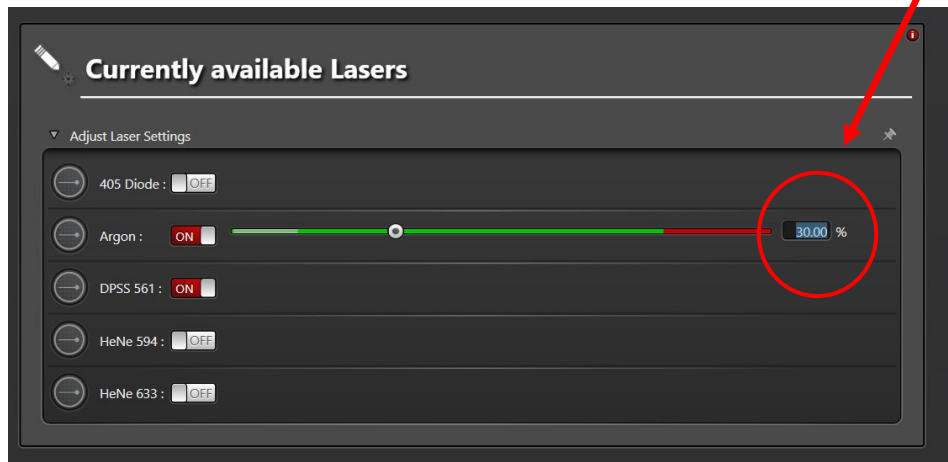 Currently available Lasers
Adjust Laser Settings
405 Diode : OFF
Argon : ON 30.00 %
DPSS 561 : ON
HeNe 594 : OFF
HeNe 633 : OFF